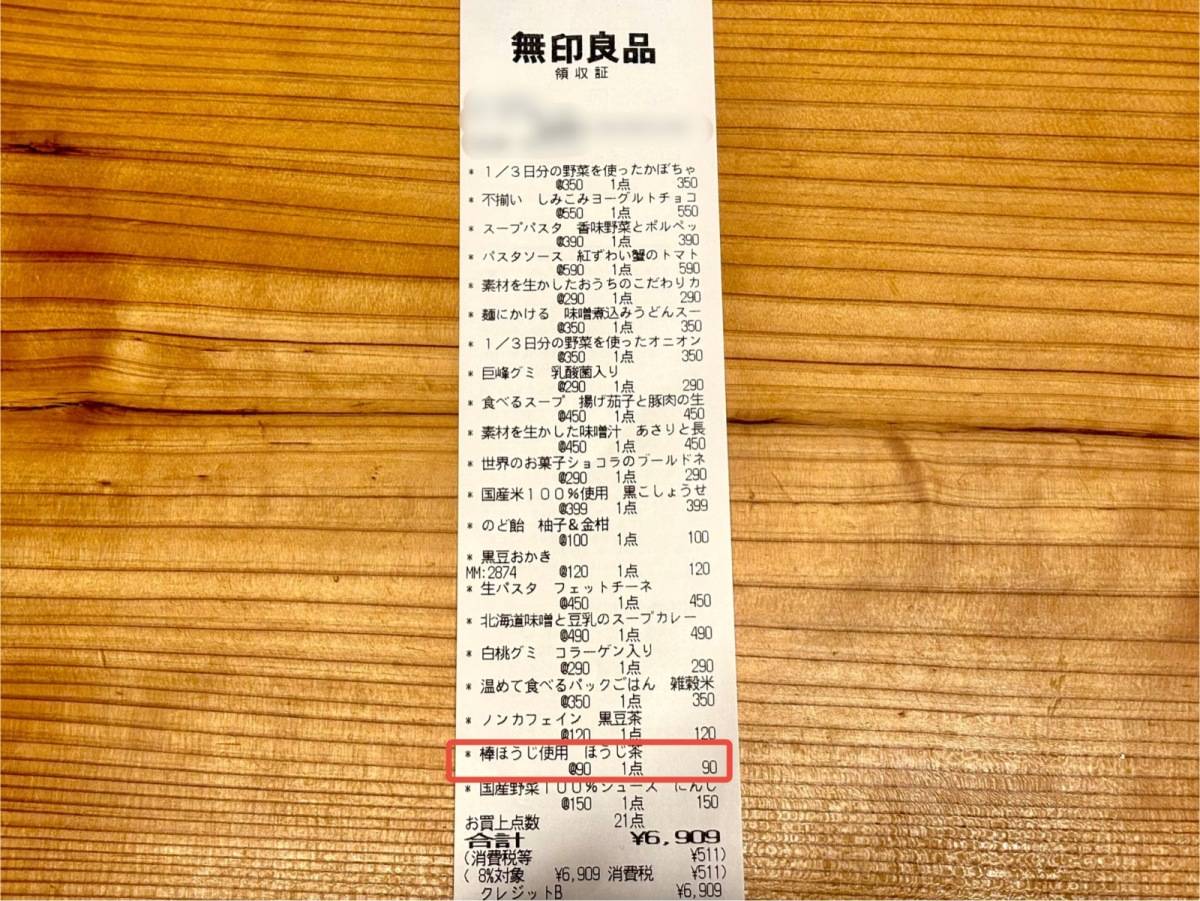 無印良品
領収証
* 1/3日分の野菜を使ったかぼちゃ
@350 1点 350
* 不揃い しみこみヨーグルトチョコ
@550 1点 550
* スープパスタ 香味野菜とポルペッ
@390 1点 390
* パスタソース 紅ずわい蟹のトマト
@590 1点 590
* 素材を生かしたおうちのこだわりカ
@290 1点 290
* 麺にかける 味噌煮込みうどんスー
@350 1点 350
* 1/3日分の野菜を使ったオニオン
@350 1点 350
* 巨峰グミ 乳酸菌入り
@290 1点 290
* 食べるスープ 揚げ茄子と豚肉の生
@450 1点 450
* 素材を生かした味噌汁 あさりと長
@450 1点 450
* 世界のお菓子ショコラのブールドネ
@290 1点 290
* 国産米100%使用 黒こしょうせ
@399 1点 399
* のど飴 柚子&金柑
@100 1点 100
* 黒豆おかき
MM:2874 @120 1点 120
* 生パスタ フェットチーネ
@450 1点 450
* 北海道味噌と豆乳のスープカレー
@490 1点 490
* 白桃グミ コラーゲン入り
@290 1点 290
* 温めて食べるパックごはん 雑穀米
@350 1点 350
* ノンカフェイン 黒豆茶
@120 1点 120
* 棒ほうじ使用 ほうじ茶
@90 1点 90
* 国産野菜100%ジュース にんじ
@150 1点 150
お買上点数 21点
合計 ¥6,909
(消費税等 ¥511)
( 8%対象 ¥6,909 消費税 ¥511)
クレジットB ¥6,909